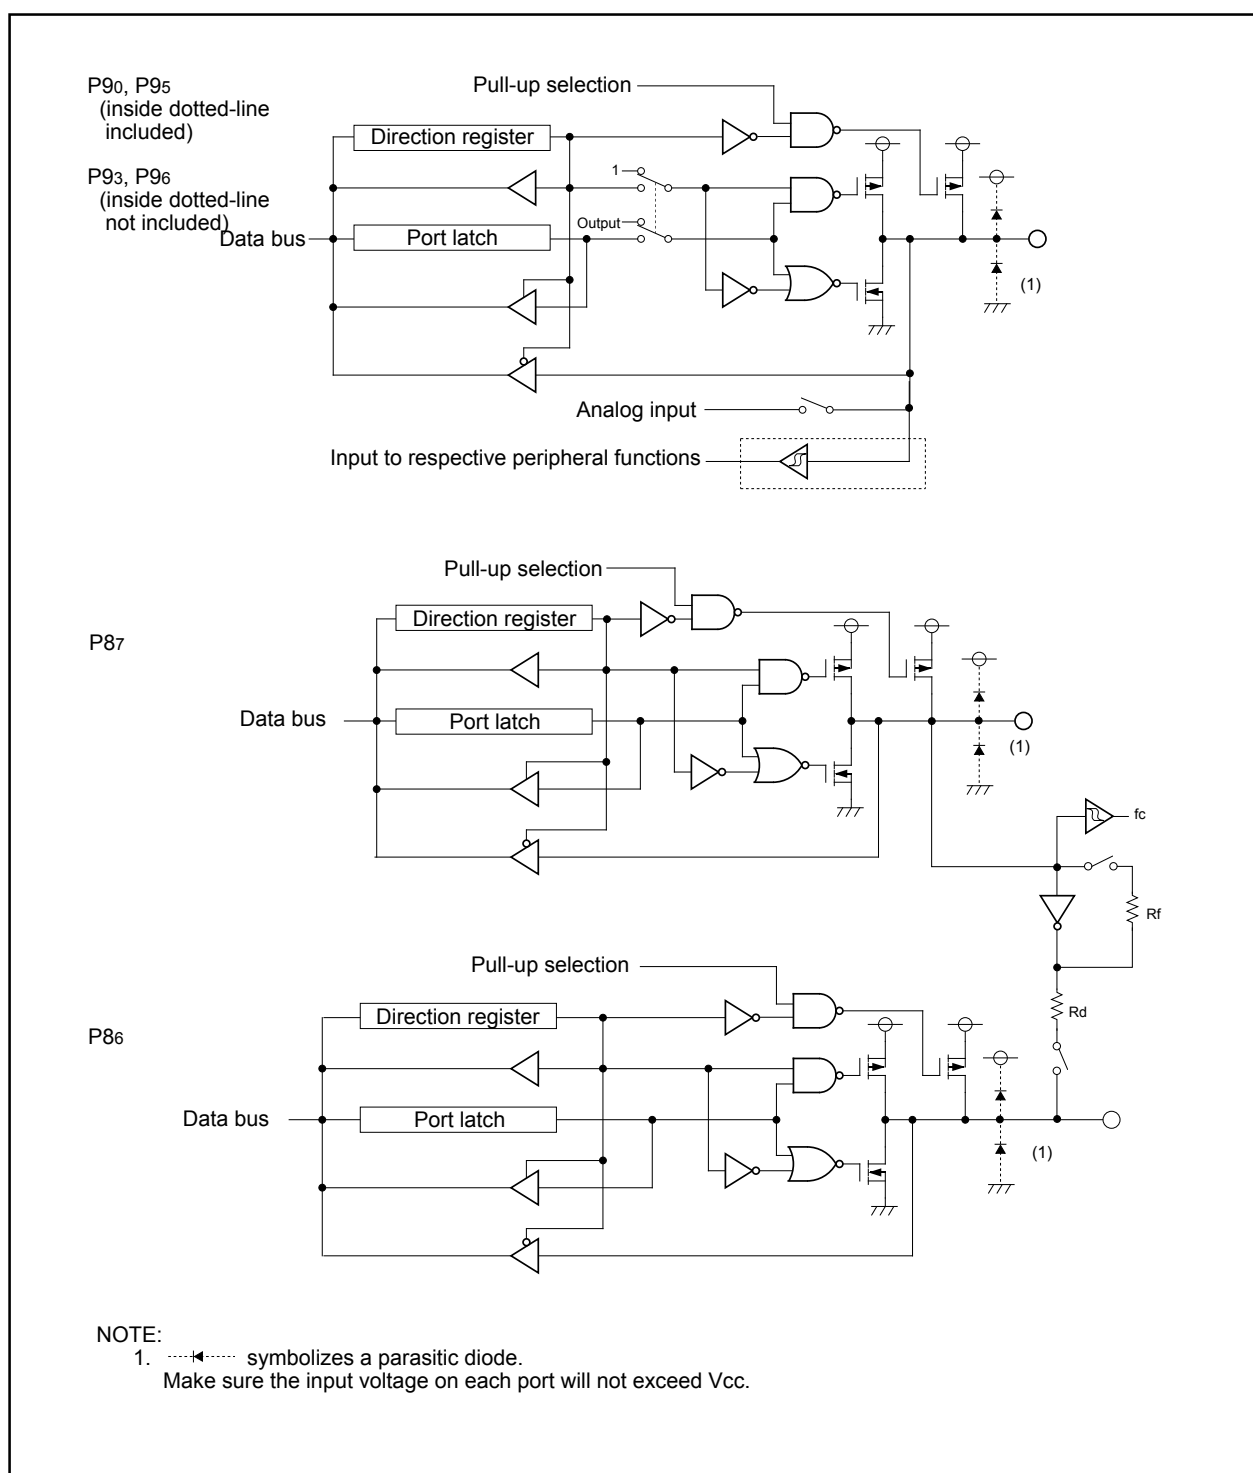 P90, P95
(inside dotted-line
included)
Pull-up selection
Direction register
P93, P96
(inside dotted-line
not included)
1
Output
Data bus
Port latch
(1)
Analog input
Input to respective peripheral functions
Pull-up selection
Direction register
P87
Data bus
Port latch
(1)
fc
Rf
Pull-up selection
Rd
Direction register
P86
Data bus
Port latch
(1)
NOTE:
1. symbolizes a parasitic diode.
Make sure the input voltage on each port will not exceed Vcc.